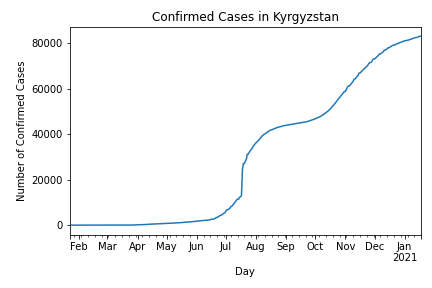 Confirmed Cases in Kyrgyzstan
Number of Confirmed Cases
80000
60000
40000
20000
0
Feb Mar Apr May Jun Jul Aug Sep Oct Nov Dec Jan
2021
Day